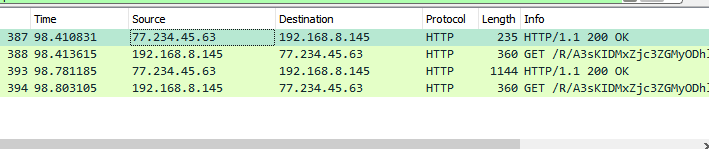 Time Source Destination Protocol Length Info
387 98.410831 77.234.45.63 192.168.8.145 HTTP 235 HTTP/1.1 200 OK
388 98.413615 192.168.8.145 77.234.45.63 HTTP 360 GET /R/A3sKIDMxZjc3ZGMyODhl
393 98.781185 77.234.45.63 192.168.8.145 HTTP 1144 HTTP/1.1 200 OK
394 98.803105 192.168.8.145 77.234.45.63 HTTP 360 GET /R/A3sKIDMxZjc3ZGMyODhl